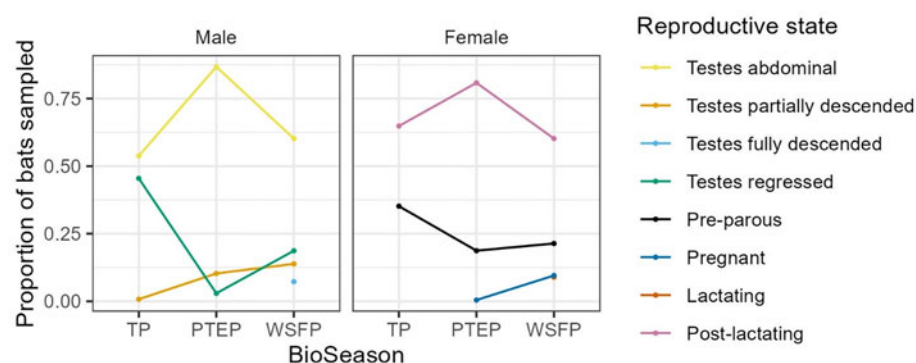 Male Female
Proportion of bats sampled
0.75
0.50
0.25
0.00
TP PTEP WSFP TP PTEP WSFP
BioSeason
Reproductive state
Testes abdominal
Testes partially descended
Testes fully descended
Testes regressed
Pre-parous
Pregnant
Lactating
Post-lactating